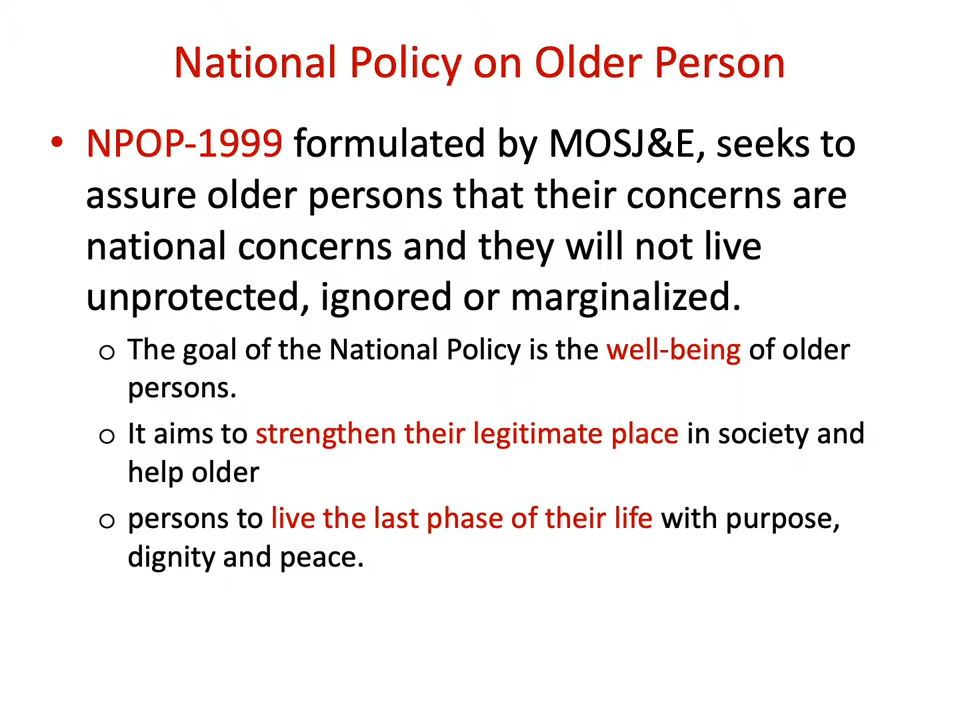 National Policy on Older Person
• NPOP-1999 formulated by MOSJ&E, seeks to
assure older persons that their concerns are
national concerns and they will not live
unprotected, ignored or marginalized.
o The goal of the National Policy is the well-being of older
persons.
o It aims to strengthen their legitimate place in society and
help older
o persons to live the last phase of their life with purpose,
dignity and peace.